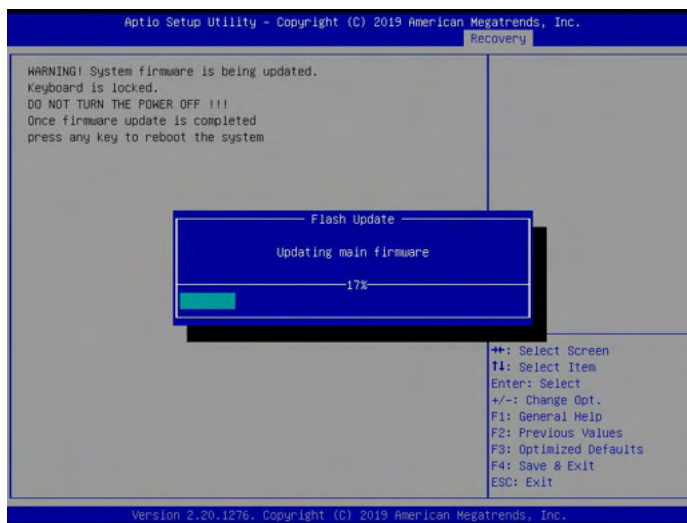 Aptio Setup Utility – Copyright (C) 2019 American Megatrends, Inc.
Recovery
WARNING! System firmware is being updated.
Keyboard is locked.
DO NOT TURN THE POWER OFF !!!
Once firmware update is completed
press any key to reboot the system
Flash Update
Updating main firmware
17%
→←: Select Screen
↑↓: Select Item
Enter: Select
+/-: Change Opt.
F1: General Help
F2: Previous Values
F3: Optimized Defaults
F4: Save & Exit
ESC: Exit
Version 2.20.1276. Copyright (C) 2019 American Megatrends, Inc.